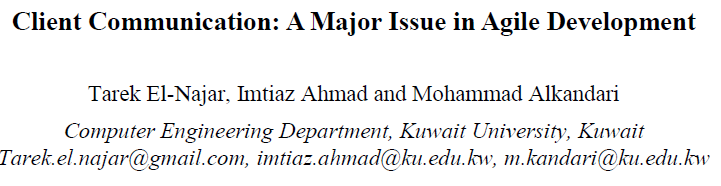 Client Communication: A Major Issue in Agile Development
Tarek El-Najar, Imtiaz Ahmad and Mohammad Alkandari
Computer Engineering Department, Kuwait University, Kuwait
Tarek.el.najar@gmail.com, imtiaz.ahmad@ku.edu.kw, m.kandari@ku.edu.kw